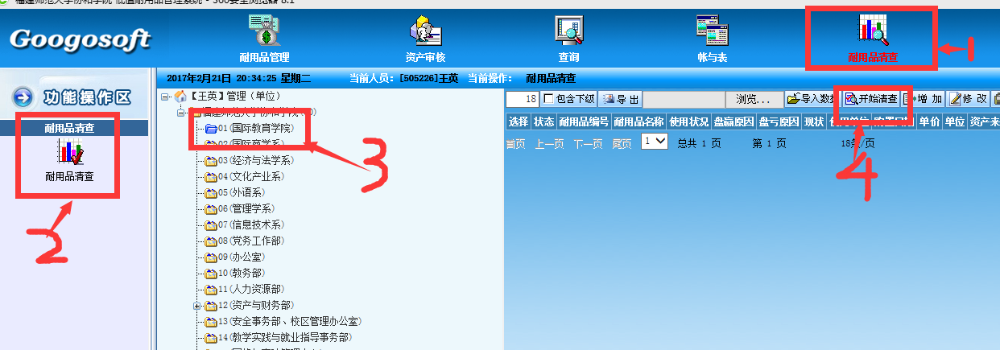 福建师范大学协和学院 低值耐用品管理系统 - 360安全浏览器 8.1
Googosoft
耐用品管理
资产审核
查询
帐与表
耐用品清查
1
功能操作区
2017年2月21日 20:34:25 星期二
当前人员：[505226]王英
当前操作： 耐用品清查
耐用品清查
耐用品清查
2
【王英】管理（单位）
福建师范大学协和学院
01(国际教育学院)
02(国际商学系)
03(经济与法学系)
04(文化产业系)
05(外语系)
06(管理学系)
07(信息技术系)
08(党务工作部)
09(办公室)
10(教务部)
11(人力资源部)
12(资产与财务部)
13(安全事务部、校区管理办公室)
14(教学实践与就业指导事务部)
3
18 包含下级 导 出 浏览... 导入数据 开始清查 增 加 修 改
选择 状态 耐用品编号 耐用品名称 使用状况 盘赢原因 盘亏原因 现状 使用单位 购置日期 单价 单位 资产来
首页 上一页 下一页 尾页 1 总共 1 页 第 1 页 18条/页
4